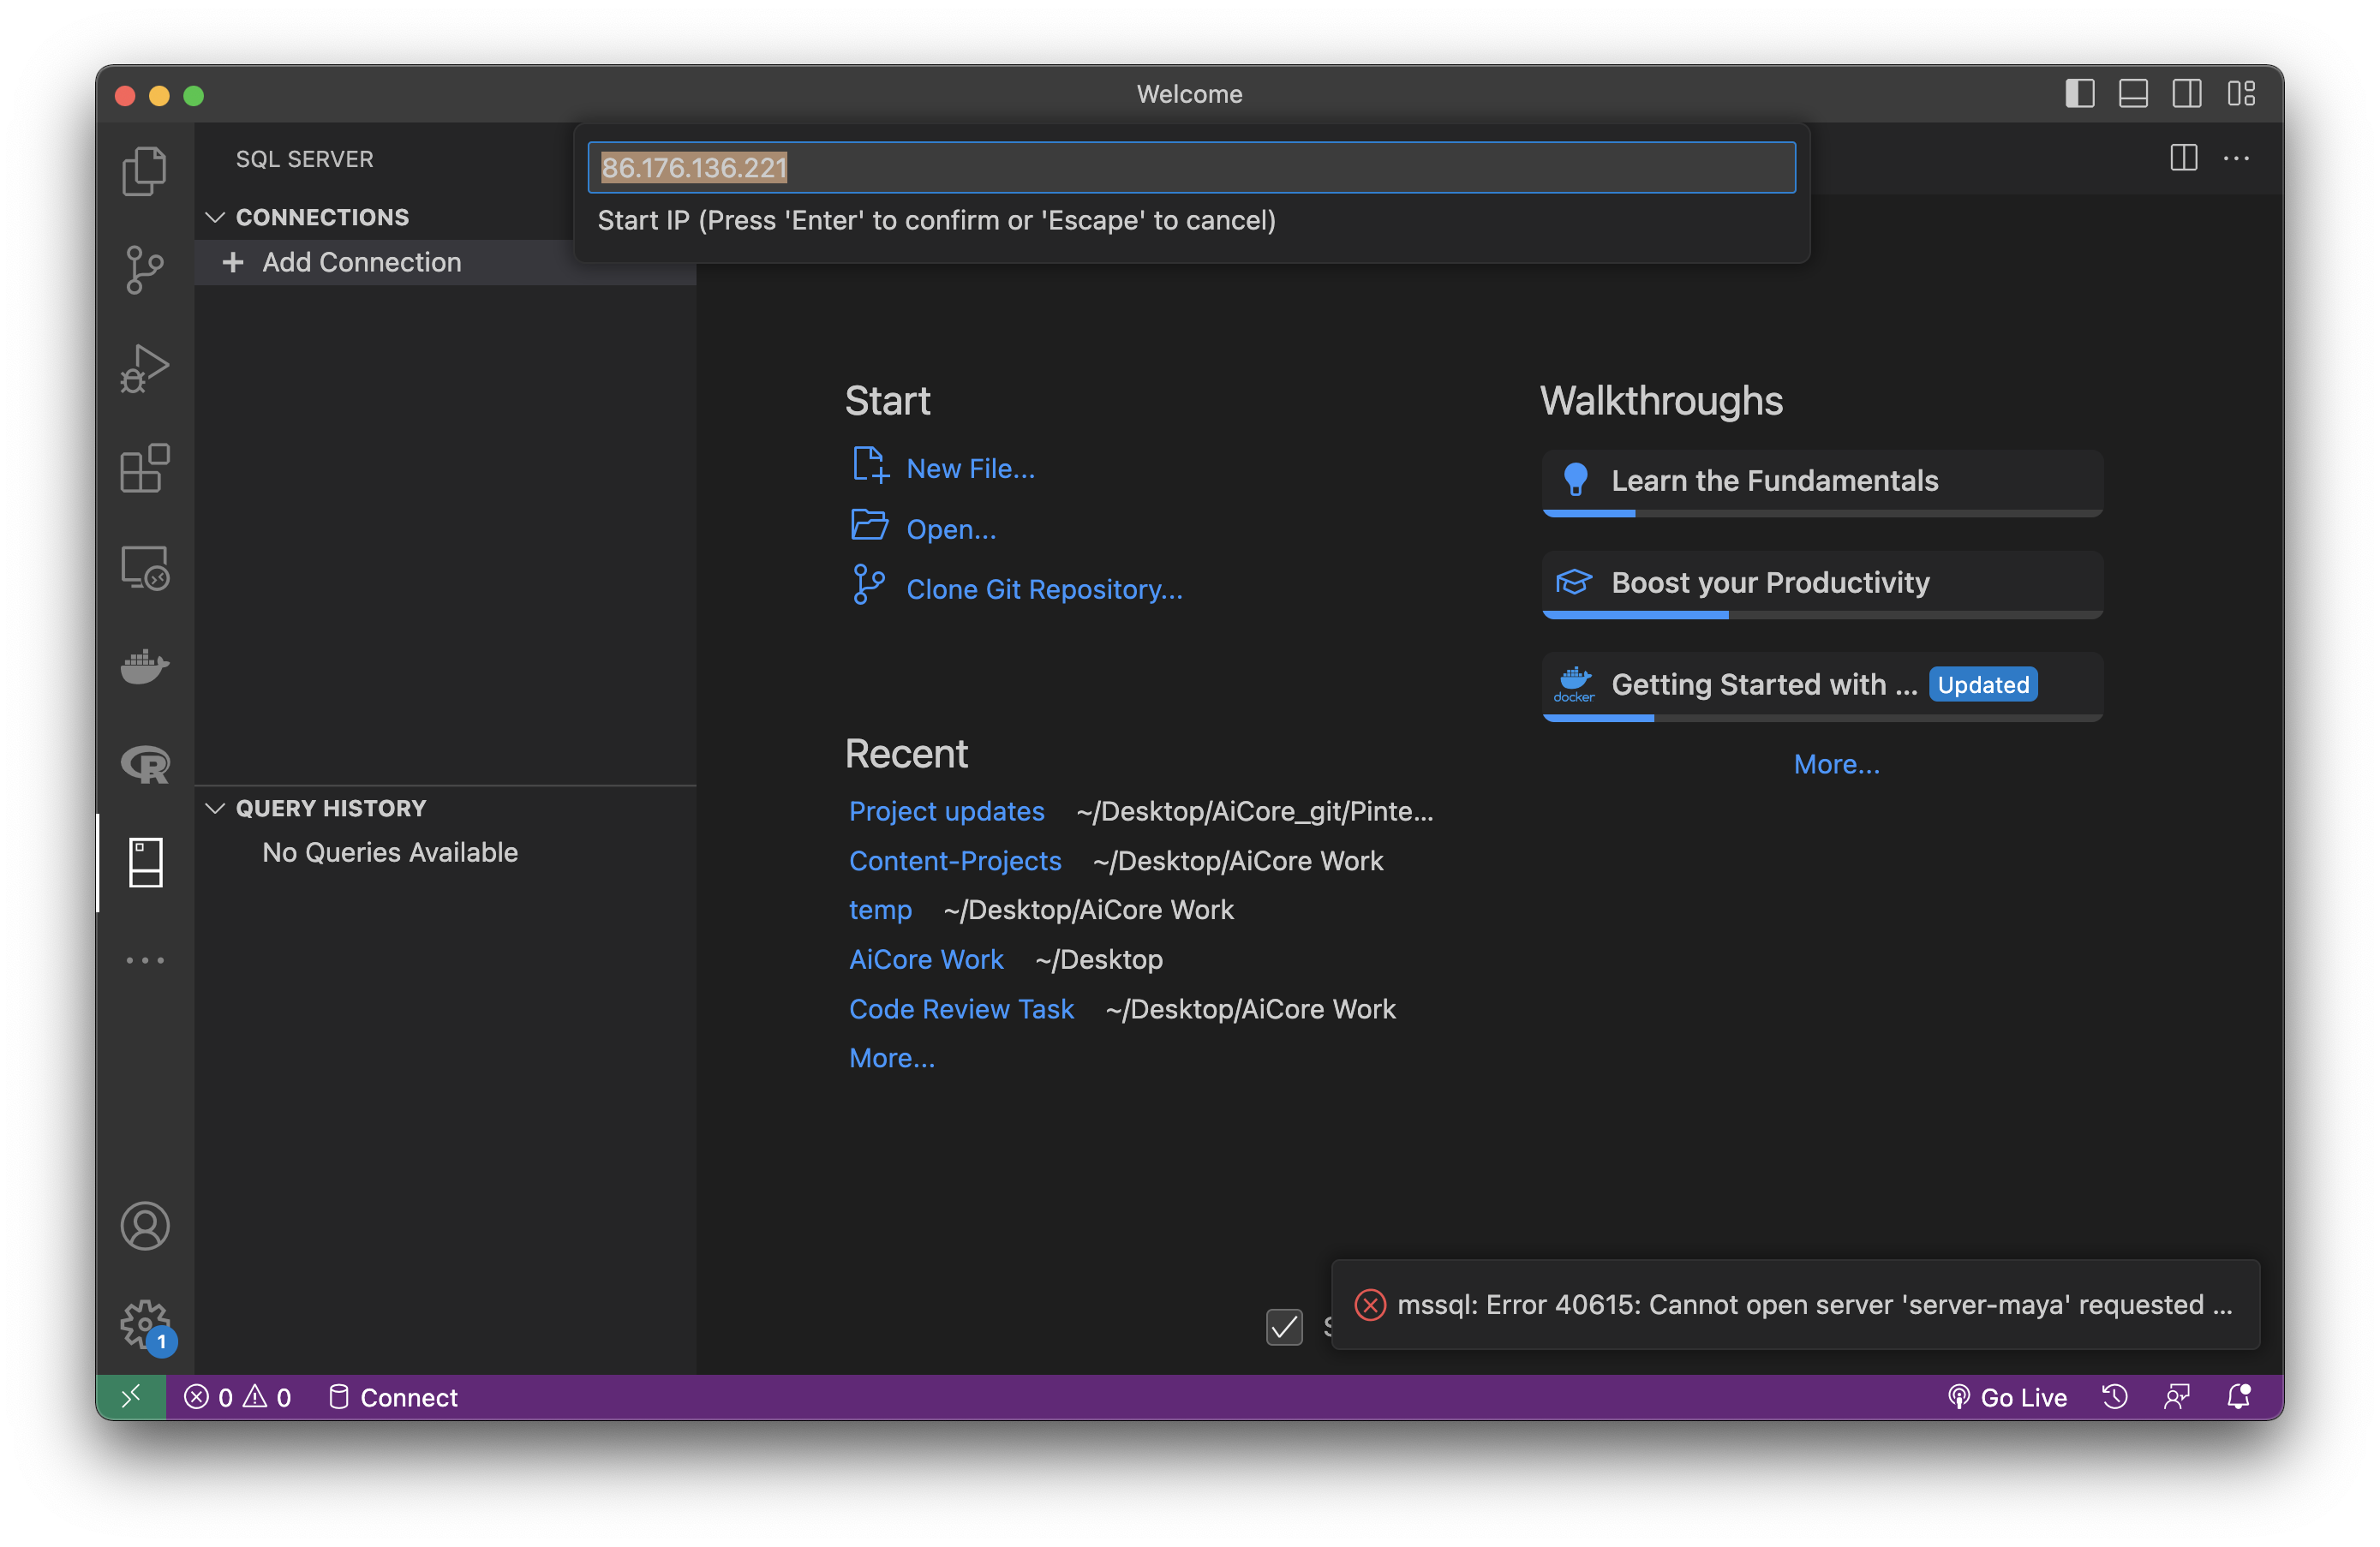 Welcome
SQL SERVER
86.176.136.221
Start IP (Press 'Enter' to confirm or 'Escape' to cancel)
CONNECTIONS
Add Connection
Start
New File...
Open...
Clone Git Repository...
Walkthroughs
Learn the Fundamentals
Boost your Productivity
docker
Getting Started with ... Updated
More...
Recent
Project updates ~/Desktop/AiCore_git/Pinte...
Content-Projects ~/Desktop/AiCore Work
temp ~/Desktop/AiCore Work
AiCore Work ~/Desktop
Code Review Task ~/Desktop/AiCore Work
More...
QUERY HISTORY
No Queries Available
R
mssql: Error 40615: Cannot open server 'server-maya' requested ...
1
0 0 Connect
Go Live